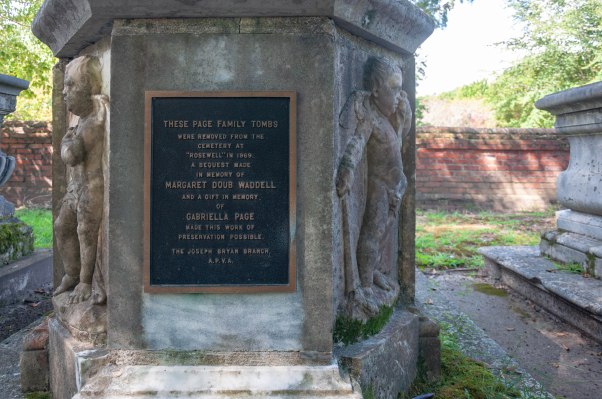 THESE PAGE FAMILY TOMBS
WERE REMOVED FROM THE
CEMETERY AT
"ROSEWELL" IN 1969.
A BEQUEST MADE
IN MEMORY OF
MARGARET DOUB WADDELL
AND A GIFT IN MEMORY
OF
GABRIELLA PAGE
MADE THIS WORK OF
PRESERVATION POSSIBLE.
THE JOSEPH BRYAN BRANCH,
A.P.V.A.